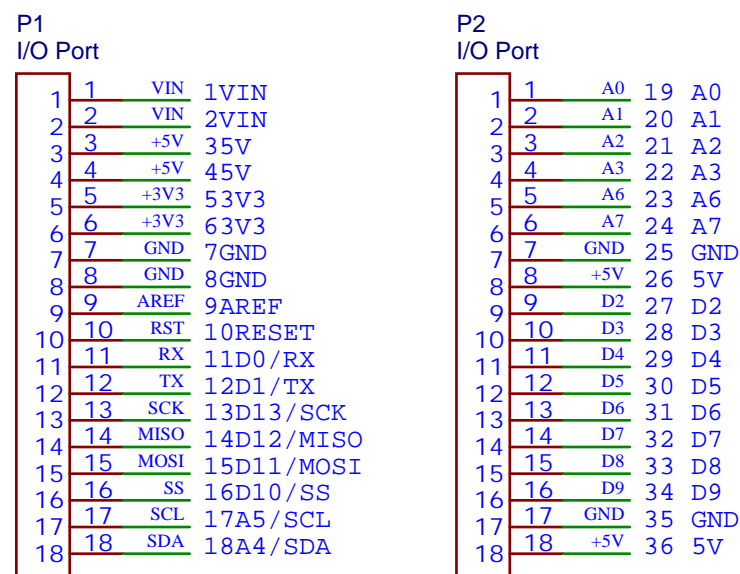 P1
I/O Port
1 1 VIN 1VIN
2 2 VIN 2VIN
3 3 +5V 35V
4 4 +5V 45V
5 5 +3V3 53V3
6 6 +3V3 63V3
7 7 GND 7GND
8 8 GND 8GND
9 9 AREF 9AREF
10 10 RST 10RESET
11 11 RX 11D0/RX
12 12 TX 12D1/TX
13 13 SCK 13D13/SCK
14 14 MISO 14D12/MISO
15 15 MOSI 15D11/MOSI
16 16 SS 16D10/SS
17 17 SCL 17A5/SCL
18 18 SDA 18A4/SDA
P2
I/O Port
1 1 A0 19 A0
2 2 A1 20 A1
3 3 A2 21 A2
4 4 A3 22 A3
5 5 A6 23 A6
6 6 A7 24 A7
7 7 GND 25 GND
8 8 +5V 26 5V
9 9 D2 27 D2
10 10 D3 28 D3
11 11 D4 29 D4
12 12 D5 30 D5
13 13 D6 31 D6
14 14 D7 32 D7
15 15 D8 33 D8
16 16 D9 34 D9
17 17 GND 35 GND
18 18 +5V 36 5V